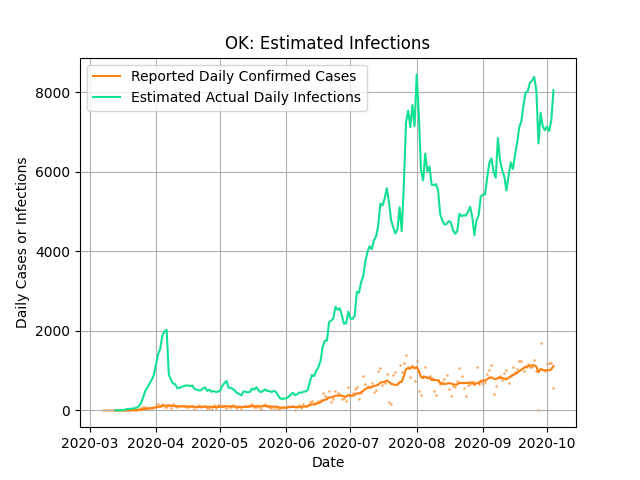 OK: Estimated Infections
Reported Daily Confirmed Cases
Estimated Actual Daily Infections
Daily Cases or Infections
8000
6000
4000
2000
0
2020-03 2020-04 2020-05 2020-06 2020-07 2020-08 2020-09 2020-10
Date